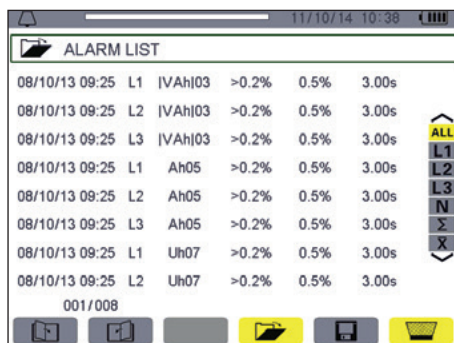 11/10/14 10:38
ALARM LIST
08/10/13 09:25 L1 |VAh|03 >0.2% 0.5% 3.00s
08/10/13 09:25 L2 |VAh|03 >0.2% 0.5% 3.00s
08/10/13 09:25 L3 |VAh|03 >0.2% 0.5% 3.00s
08/10/13 09:25 L1 Ah05 >0.2% 0.5% 3.00s
08/10/13 09:25 L2 Ah05 >0.2% 0.5% 3.00s
08/10/13 09:25 L3 Ah05 >0.2% 0.5% 3.00s
08/10/13 09:25 L1 Uh07 >0.2% 0.5% 3.00s
08/10/13 09:25 L2 Uh07 >0.2% 0.5% 3.00s
ALL
L1
L2
L3
N
Σ
X̄
001/008